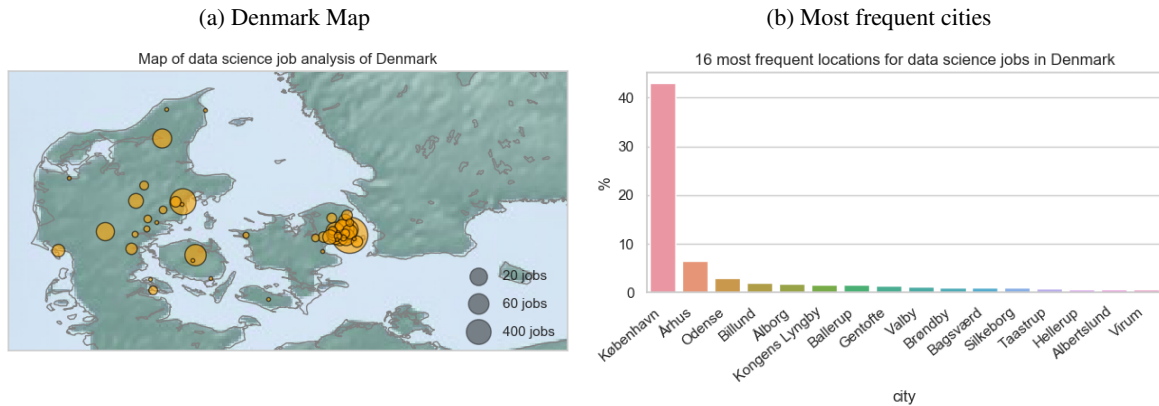 (a) Denmark Map
Map of data science job analysis of Denmark
20 jobs
60 jobs
400 jobs
(b) Most frequent cities
16 most frequent locations for data science jobs in Denmark
%
40
30
20
10
0
København
Århus
Odense
Billund
Ålborg
Kongens Lyngby
Ballerup
Gentofte
Valby
Brøndby
Bagsværd
Silkeborg
Taastrup
Hellerup
Albertslund
Virum
city